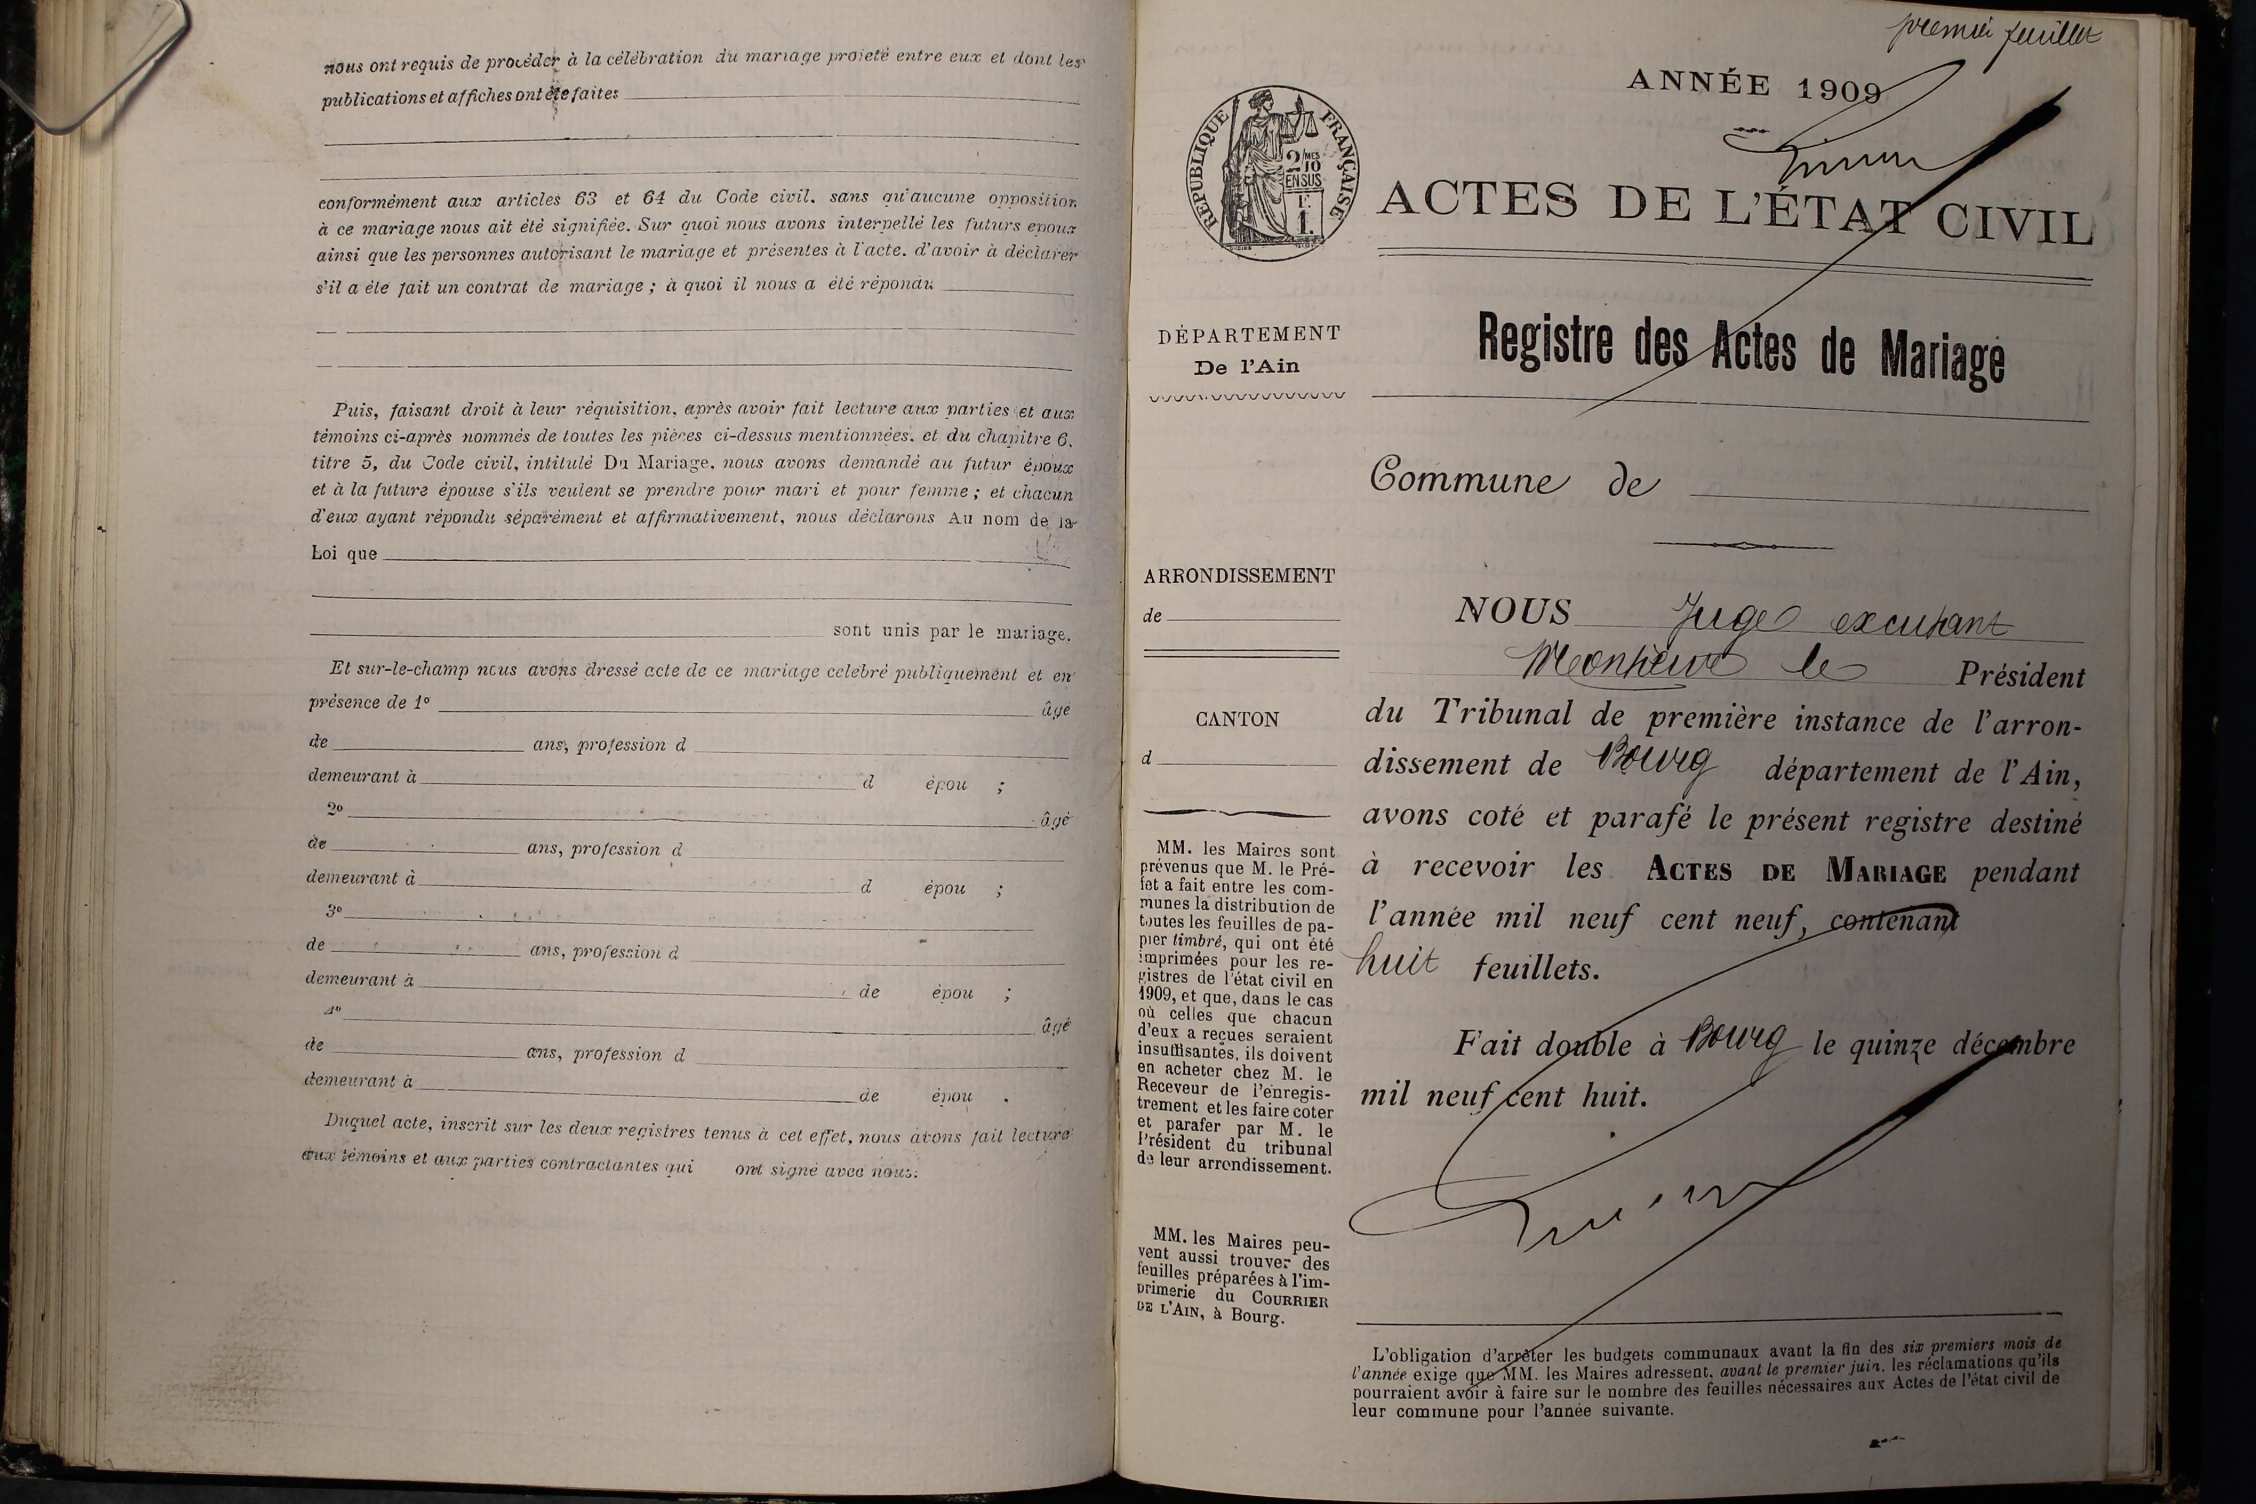 nous ont requis de procéder à la célébration du mariage projeté entre eux et dont les
publications et affiches ont été faites
conformément aux articles 63 et 64 du Code civil, sans qu'aucune opposition
à ce mariage nous ait été signifiée. Sur quoi nous avons interpellé les futurs époux
ainsi que les personnes autorisant le mariage et présentes à l'acte, d'avoir à déclarer
s'il a été fait un contrat de mariage ; à quoi il nous a été répondu
Puis, faisant droit à leur réquisition, après avoir fait lecture aux parties et aux
témoins ci-après nommés de toutes les pièces ci-dessus mentionnées, et du chapitre 6,
titre 5, du Code civil, intitulé Du Mariage, nous avons demandé au futur époux
et à la future épouse s'ils veulent se prendre pour mari et pour femme ; et chacun
d'eux ayant répondu séparément et affirmativement, nous déclarons Au nom de la
Loi que
sont unis par le mariage.
Et sur-le-champ nous avons dressé acte de ce mariage célebré publiquement et en
présence de 1º âgé
de ans, profession d
demeurant à d épou ;
2º âgé
de ans, profession d
demeurant à d épou ;
3º
de ans, profession d
demeurant à de épou ;
4º âgé
de ans, profession d
demeurant à de épou .
Duquel acte, inscrit sur les deux registres tenus à cet effet, nous avons fait lecture
aux témoins et aux parties contractantes qui ont signé avec nous.
premier feuillet
ANNÉE 1909
RÉPUBLIQUE FRANÇAISE
2/10MES
EN SUS
1 F.
ACTES DE L'ÉTAT CIVIL
Registre des Actes de Mariage
DÉPARTEMENT
De l'Ain
Commune de
ARRONDISSEMENT
de
CANTON
d
MM. les Maires sont
prévenus que M. le Pré-
fet a fait entre les com-
munes la distribution de
toutes les feuilles de pa-
pier timbré, qui ont été
imprimées pour les re-
gistres de l'état civil en
1909, et que, dans le cas
où celles que chacun
d'eux a reçues seraient
insuffisantes, ils doivent
en acheter chez M. le
Receveur de l'enregis-
trement et les faire coter
et parafer par M. le
Président du tribunal
de leur arrondissement.
MM. les Maires peu-
vent aussi trouver des
feuilles préparées à l'im-
primerie du COURRIER
DE L'AIN, à Bourg.
NOUS Juge excusant
Monsieur le Président
du Tribunal de première instance de l'arron-
dissement de Bourg département de l'Ain,
avons coté et parafé le présent registre destiné
à recevoir les ACTES DE MARIAGE pendant
l'année mil neuf cent neuf, contenant
huit feuillets.
Fait double à Bourg le quinze décembre
mil neuf cent huit.
L'obligation d'arrêter les budgets communaux avant la fin des six premiers mois de
l'année exige que MM. les Maires adressent, avant le premier juin, les réclamations qu'ils
pourraient avoir à faire sur le nombre des feuilles nécessaires aux Actes de l'état civil de
leur commune pour l'année suivante.